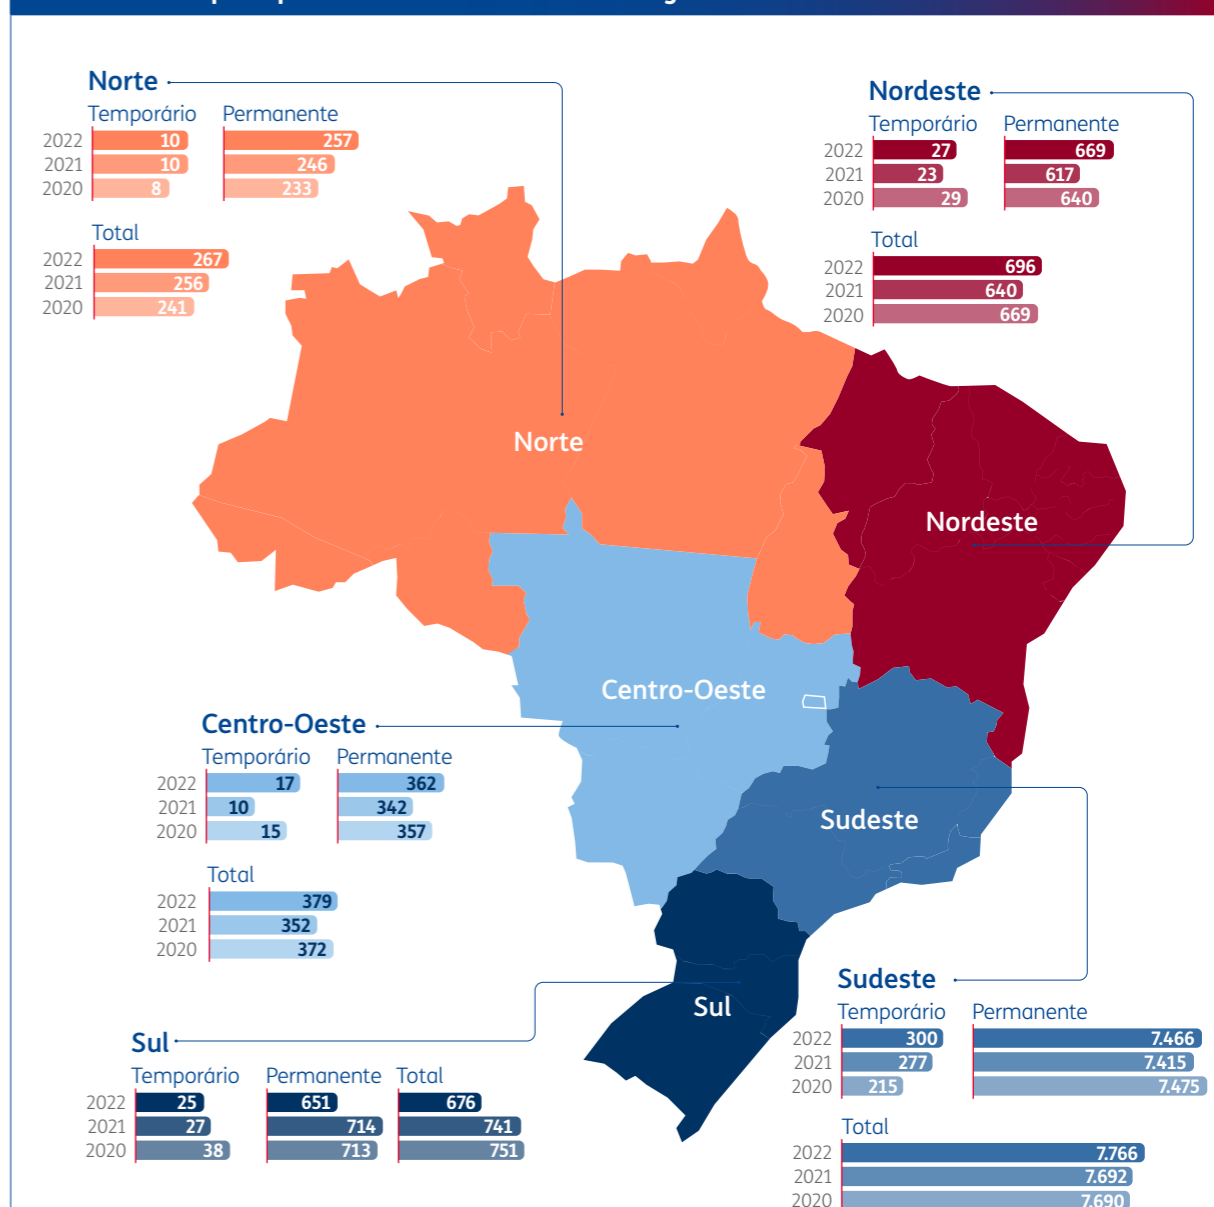 Norte
Temporário Permanente
2022 10 257
2021 10 246
2020 8 233
Total
2022 267
2021 256
2020 241
Nordeste
Temporário Permanente
2022 27 669
2021 23 617
2020 29 640
Total
2022 696
2021 640
2020 669
Norte
Nordeste
Centro-Oeste
Centro-Oeste
Temporário Permanente
2022 17 362
2021 10 342
2020 15 357
Total
2022 379
2021 352
2020 372
Sudeste
Sul
Sul
Temporário Permanente Total
2022 25 651 676
2021 27 714 741
2020 38 713 751
Sudeste
Temporário Permanente
2022 300 7.466
2021 277 7.415
2020 215 7.475
Total
2022 7.766
2021 7.692
2020 7.690